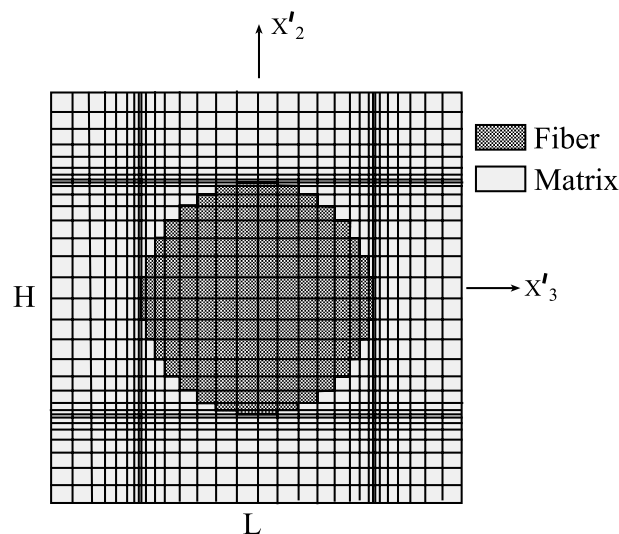 X'₂
Fiber
Matrix
H
X'₃
L